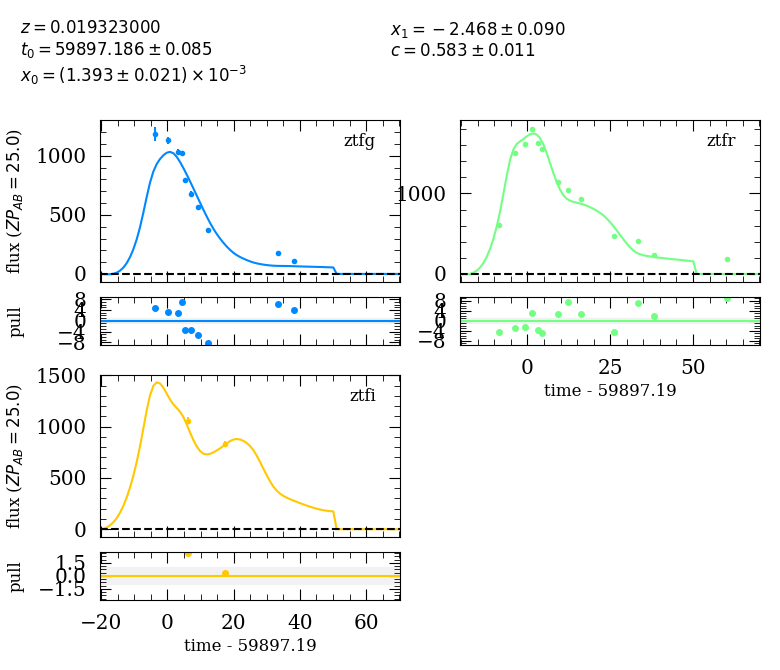 z = 0.019323000
t₀ = 59897.186 ± 0.085
x₀ = (1.393 ± 0.021) × 10⁻³
x₁ = −2.468 ± 0.090
c = 0.583 ± 0.011
flux (ZP_AB = 25.0)
1000
500
0
ztfg
1000
0
ztfr
pull
8
4
0
−4
−8
8
4
0
−4
−8
0
25
50
time - 59897.19
flux (ZP_AB = 25.0)
1500
1000
500
0
ztfi
pull
1.5
0.0
−1.5
−20
0
20
40
60
time - 59897.19